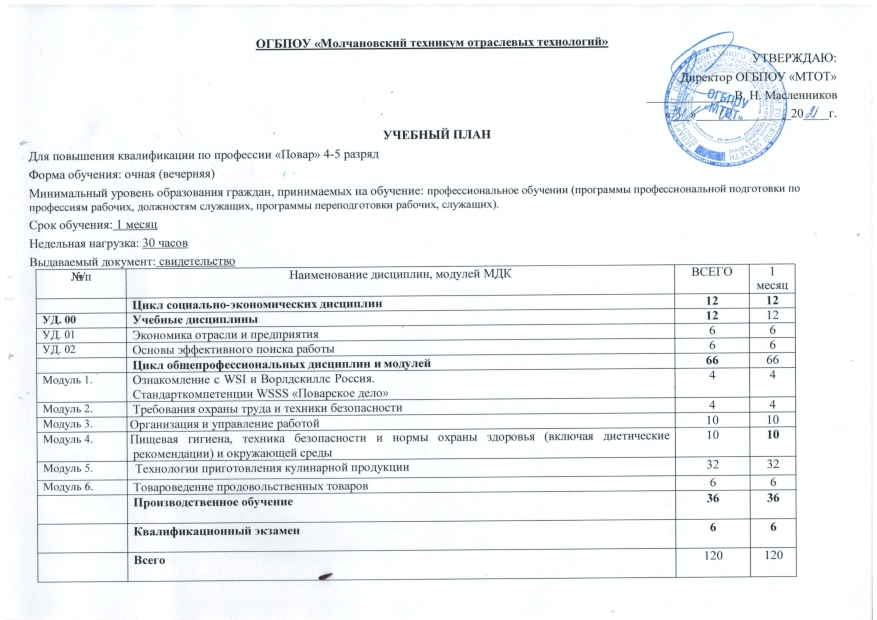 ОГБПОУ «Молчановский техникум отраслевых технологий»
УТВЕРЖДАЮ:
Директор ОГБПОУ «МТОТ»
В. Н. Масленников
« » 20 21 г.
ОГБПОУ
«МТОТ»
УЧЕБНЫЙ ПЛАН
Для повышения квалификации по профессии «Повар» 4-5 разряд
Форма обучения: очная (вечерняя)
Минимальный уровень образования граждан, принимаемых на обучение: профессиональное обучении (программы профессиональной подготовки по
профессиям рабочих, должностям служащих, программы переподготовки рабочих, служащих).
Срок обучения: 1 месяц
Недельная нагрузка: 30 часов
Выдаваемый документ: свидетельство
№п/п Наименование дисциплин, модулей МДК ВСЕГО 1
месяц
Цикл социально-экономических дисциплин 12 12
УД. 00 Учебные дисциплины 12 12
УД. 01 Экономика отрасли и предприятия 6 6
УД. 02 Основы эффективного поиска работы 6 6
Цикл общепрофессиональных дисциплин и модулей 66 66
Модуль 1. Ознакомление с WSI и Ворлдскиллс Россия. 4 4
Стандарткомпетенции WSSS «Поварское дело»
Модуль 2. Требования охраны труда и техники безопасности 4 4
Модуль 3. Организация и управление работой 10 10
Модуль 4. Пищевая гигиена, техника безопасности и нормы охраны здоровья (включая диетические 10 10
рекомендации) и окружающей среды
Модуль 5. Технологии приготовления кулинарной продукции 32 32
Модуль 6. Товароведение продовольственных товаров 6 6
Производственное обучение 36 36
Квалификационный экзамен 6 6
Всего 120 120